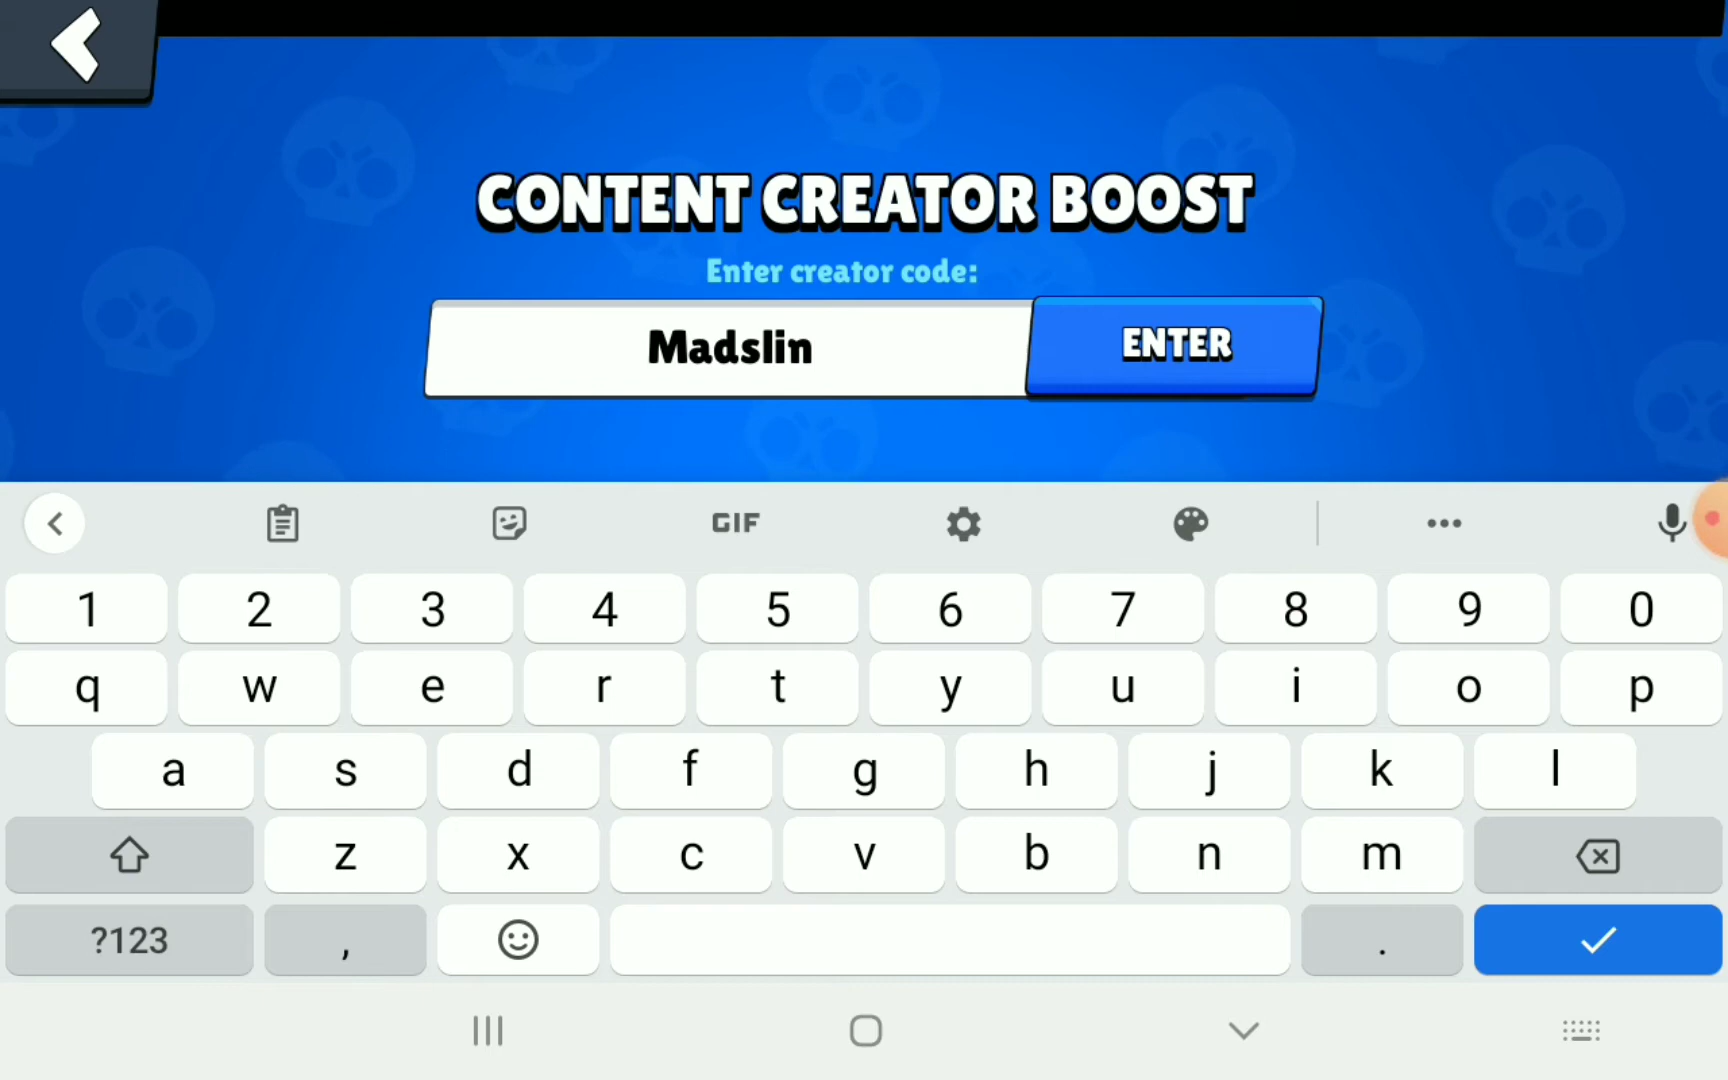 CONTENT CREATOR BOOST
Enter creator code:
Madslin ENTER
GIF
1 2 3 4 5 6 7 8 9 0
q w e r t y u i o p
a s d f g h j k l
z x c v b n m
?123 , .